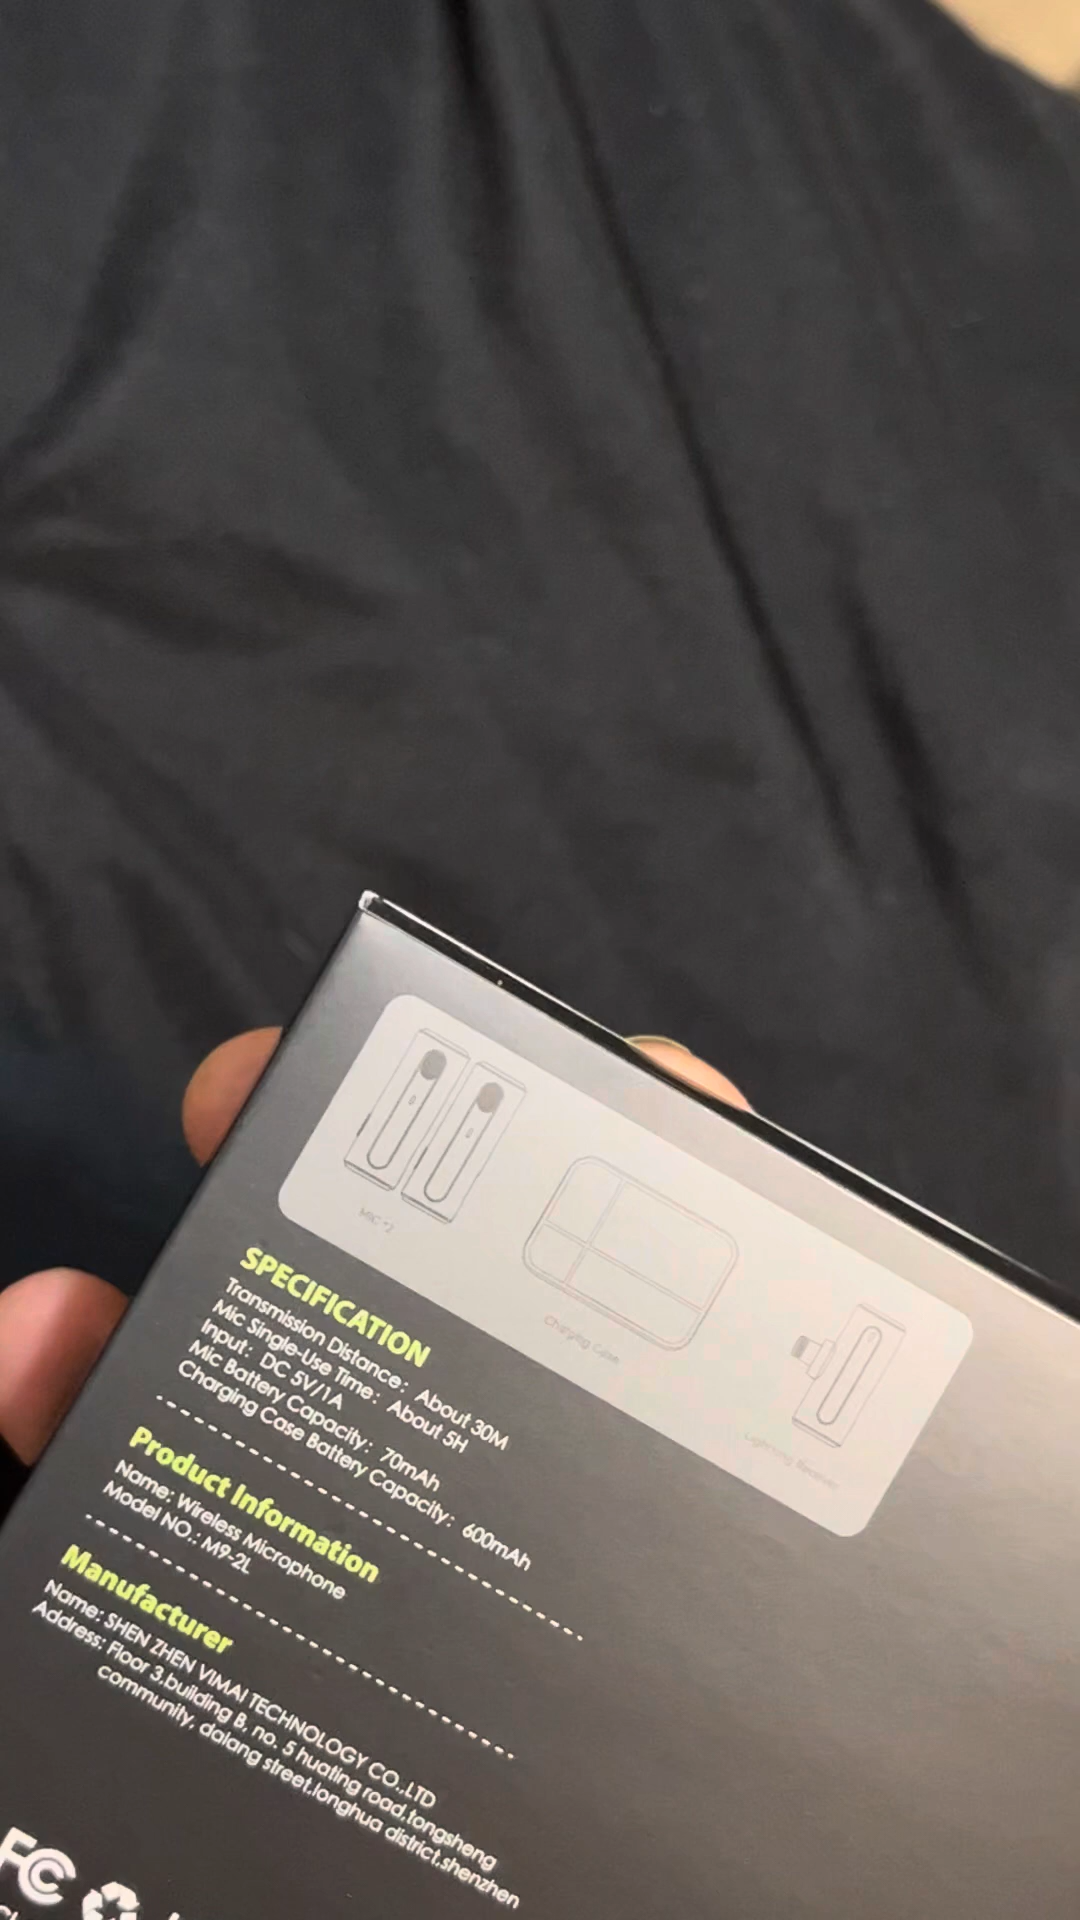 MIC *2
Charging Case
Lightning Receiver
SPECIFICATION
Transmission Distance: About 30M
Mic Single-Use Time: About 5H
Input: DC 5V/1A
Mic Battery Capacity: 70mAh
Charging Case Battery Capacity: 600mAh
Product Information
Name: Wireless Microphone
Model NO.: M9-2L
Manufacturer
Name: SHEN ZHEN VIMAI TECHNOLOGY CO.,LTD
Address: Floor 3,building B, no. 5 huating road,tongsheng
community, dalang street,longhua district,shenzhen
FC